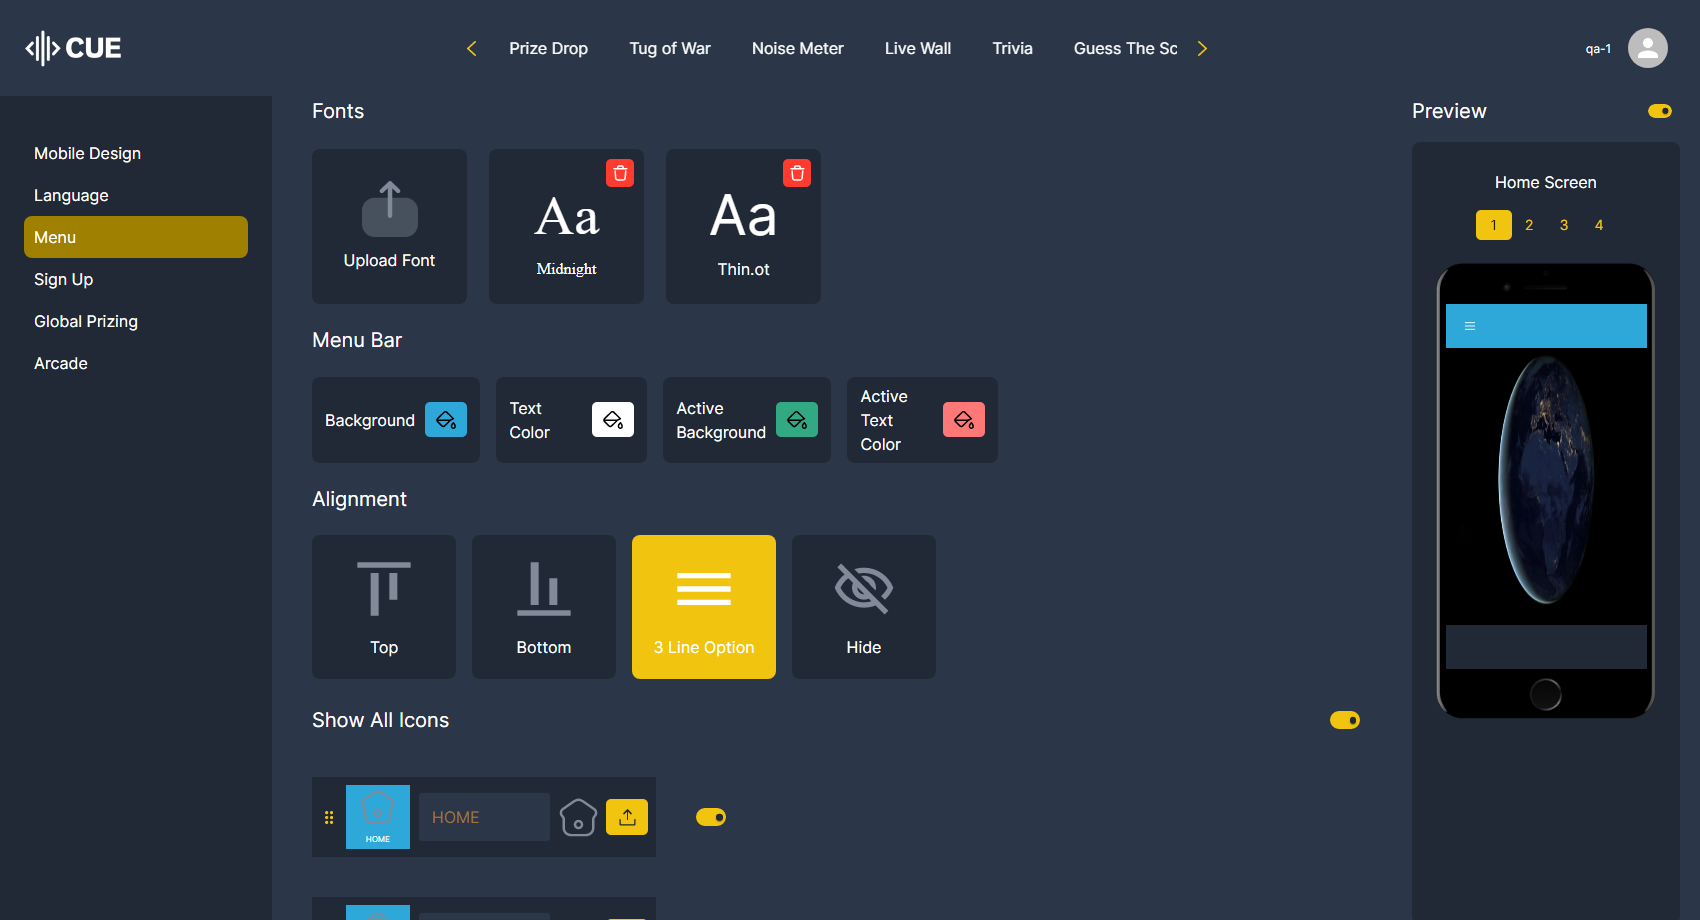 CUE
Prize Drop
Tug of War
Noise Meter
Live Wall
Trivia
Guess The Sc
qa-1
Mobile Design
Language
Menu
Sign Up
Global Prizing
Arcade
Fonts
Upload Font
Aa
Midnight
Aa
Thin.ot
Menu Bar
Background
Text
Color
Active
Background
Active
Text
Color
Alignment
Top
Bottom
3 Line Option
Hide
Show All Icons
HOME
HOME
Preview
Home Screen
1
2
3
4